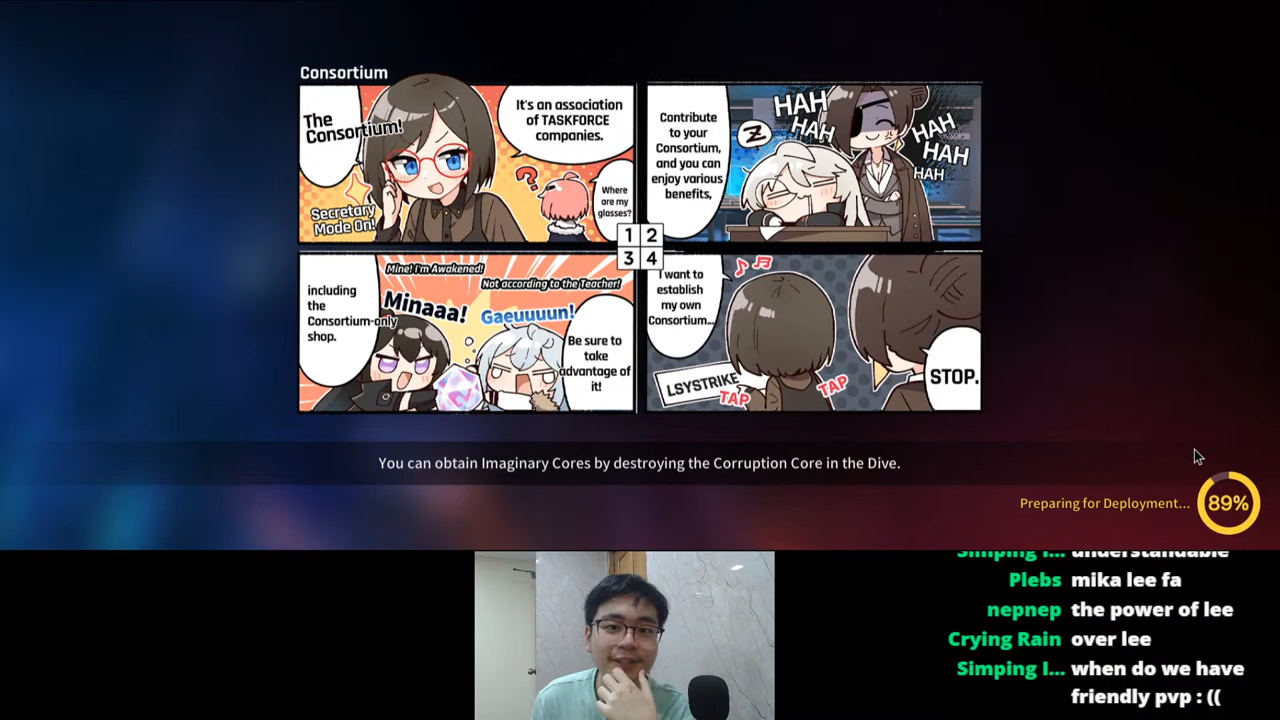 Consortium
The
Consortium!
It's an association
of TASKFORCE
companies.
Secretary
Mode On!
?
Where
are my
glasses?
Contribute
to your
Consortium,
and you can
enjoy various
benefits,
Z
HAH
HAH
HAH
HAH
HAH
1 2
3 4
including
the
Consortium-only
shop.
Mine! I'm Awakened!
Not according to the Teacher!
Minaaa!
Gaeuuuun!
Be sure to
take
advantage of
it!
I want to
establish
my own
Consortium...
LSYSTRIKE
TAP
TAP
STOP.
You can obtain Imaginary Cores by destroying the Corruption Core in the Dive.
Preparing for Deployment...
89%
Simping I... understandable
Plebs mika lee fa
nepnep the power of lee
Crying Rain over lee
Simping I... when do we have
friendly pvp : ((